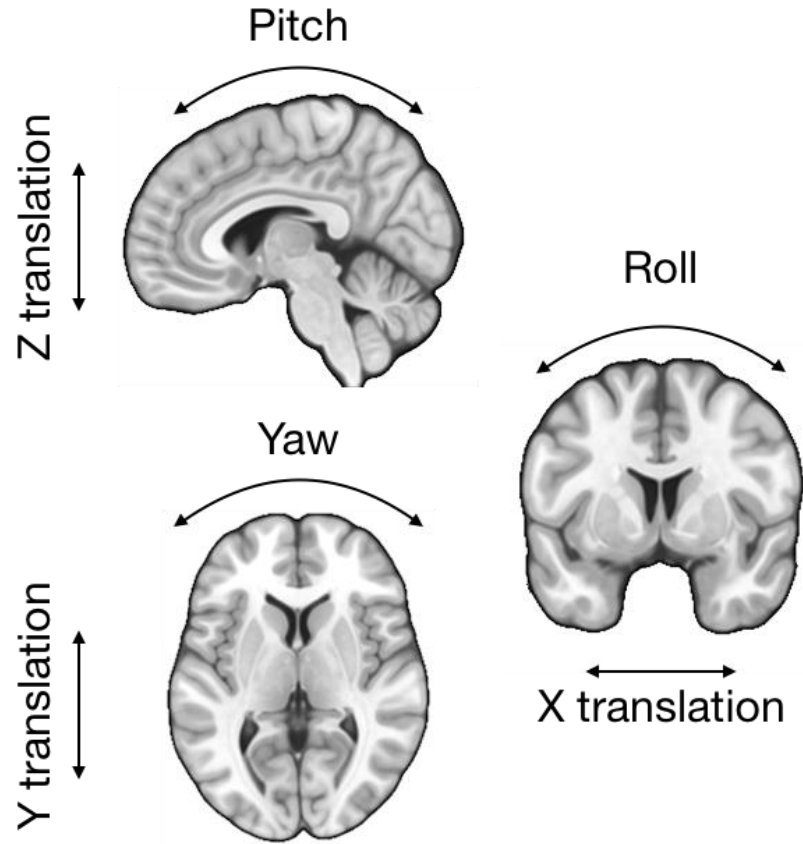 Pitch
Z translation
Roll
Yaw
Y translation
X translation